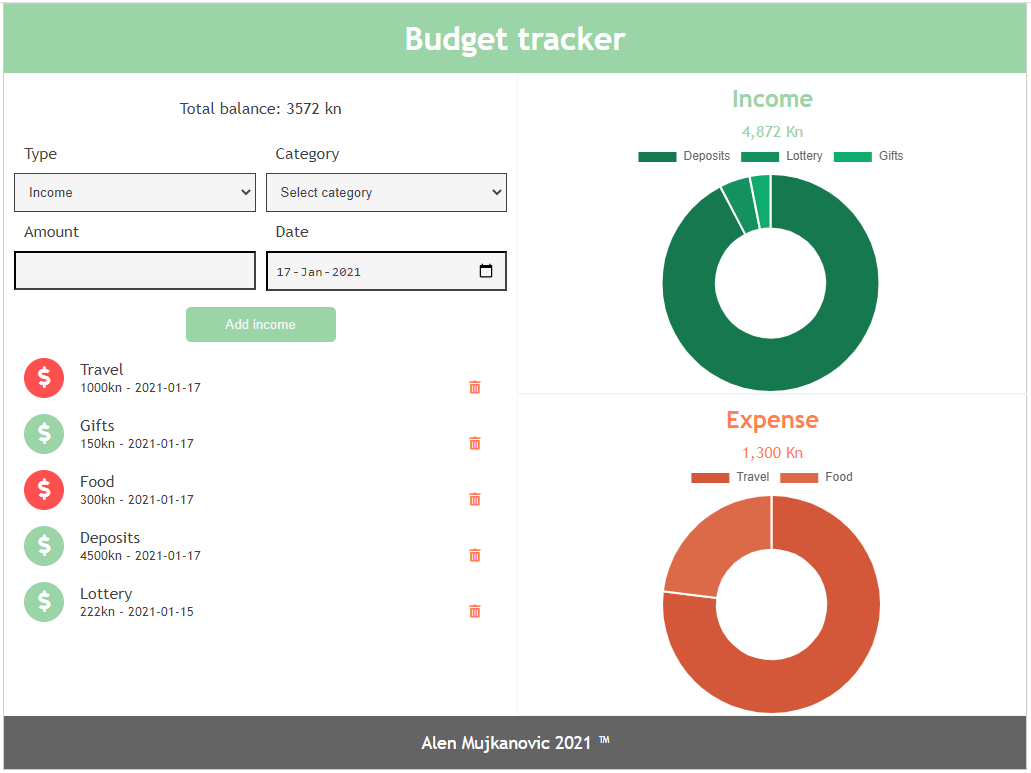 Budget tracker
Total balance: 3572 kn
Type
Category
Income
Select category
Amount
Date
17-Jan-2021
Add income
$ Travel
1000kn - 2021-01-17
$ Gifts
150kn - 2021-01-17
$ Food
300kn - 2021-01-17
$ Deposits
4500kn - 2021-01-17
$ Lottery
222kn - 2021-01-15
Income
4,872 Kn
Deposits Lottery Gifts
Expense
1,300 Kn
Travel Food
Alen Mujkanovic 2021 ™